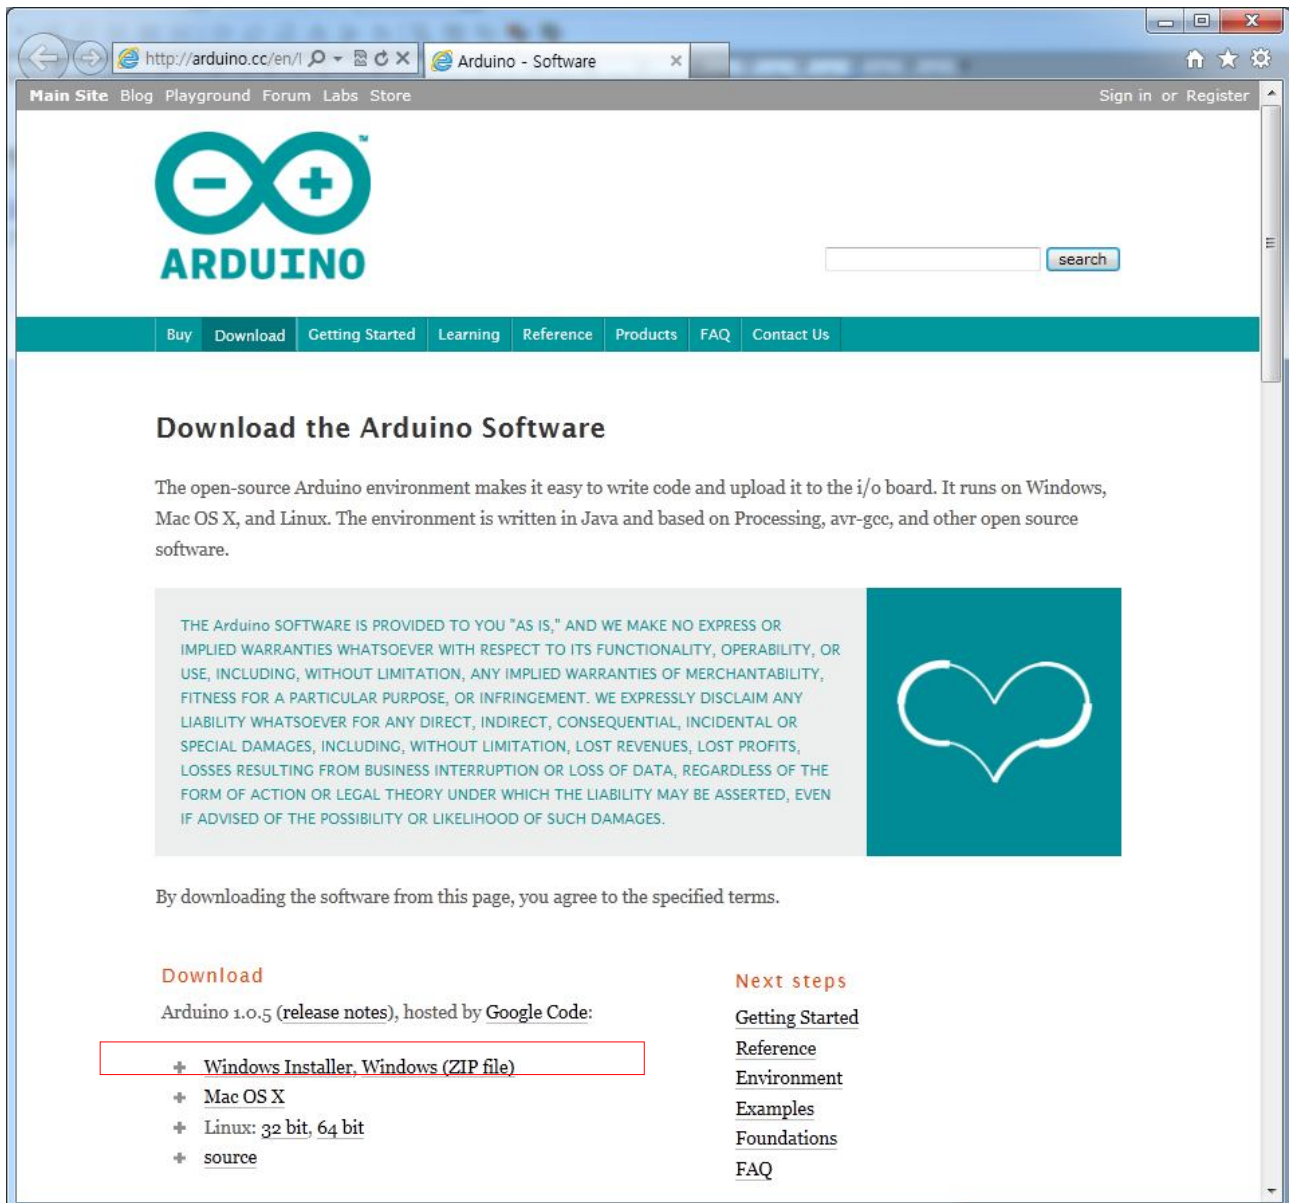 http://arduino.cc/en/
Arduino - Software
Main Site Blog Playground Forum Labs Store
Sign in or Register
ARDUINO
TM
search
Buy Download Getting Started Learning Reference Products FAQ Contact Us
Download the Arduino Software
The open-source Arduino environment makes it easy to write code and upload it to the i/o board. It runs on Windows,
Mac OS X, and Linux. The environment is written in Java and based on Processing, avr-gcc, and other open source
software.
THE Arduino SOFTWARE IS PROVIDED TO YOU "AS IS," AND WE MAKE NO EXPRESS OR
IMPLIED WARRANTIES WHATSOEVER WITH RESPECT TO ITS FUNCTIONALITY, OPERABILITY, OR
USE, INCLUDING, WITHOUT LIMITATION, ANY IMPLIED WARRANTIES OF MERCHANTABILITY,
FITNESS FOR A PARTICULAR PURPOSE, OR INFRINGEMENT. WE EXPRESSLY DISCLAIM ANY
LIABILITY WHATSOEVER FOR ANY DIRECT, INDIRECT, CONSEQUENTIAL, INCIDENTAL OR
SPECIAL DAMAGES, INCLUDING, WITHOUT LIMITATION, LOST REVENUES, LOST PROFITS,
LOSSES RESULTING FROM BUSINESS INTERRUPTION OR LOSS OF DATA, REGARDLESS OF THE
FORM OF ACTION OR LEGAL THEORY UNDER WHICH THE LIABILITY MAY BE ASSERTED, EVEN
IF ADVISED OF THE POSSIBILITY OR LIKELIHOOD OF SUCH DAMAGES.
By downloading the software from this page, you agree to the specified terms.
Download
Arduino 1.0.5 (release notes), hosted by Google Code:
Windows Installer, Windows (ZIP file)
Mac OS X
Linux: 32 bit, 64 bit
source
Next steps
Getting Started
Reference
Environment
Examples
Foundations
FAQ